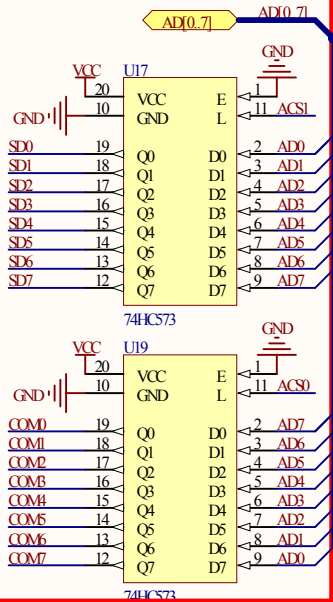 AD[0..7] AD[0..7]
GND
VCC U17
20 VCC E 1
GND 10 GND L 11 ACS1
SD0 19 Q0 D0 2 AD0
SD1 18 Q1 D1 3 AD1
SD2 17 Q2 D2 4 AD2
SD3 16 Q3 D3 5 AD3
SD4 15 Q4 D4 6 AD4
SD5 14 Q5 D5 7 AD5
SD6 13 Q6 D6 8 AD6
SD7 12 Q7 D7 9 AD7
74HC573
GND
VCC U19
20 VCC E 1
GND 10 GND L 11 ACS0
COM0 19 Q0 D0 2 AD7
COM1 18 Q1 D1 3 AD6
COM2 17 Q2 D2 4 AD5
COM3 16 Q3 D3 5 AD4
COM4 15 Q4 D4 6 AD3
COM5 14 Q5 D5 7 AD2
COM6 13 Q6 D6 8 AD1
COM7 12 Q7 D7 9 AD0
74HC573